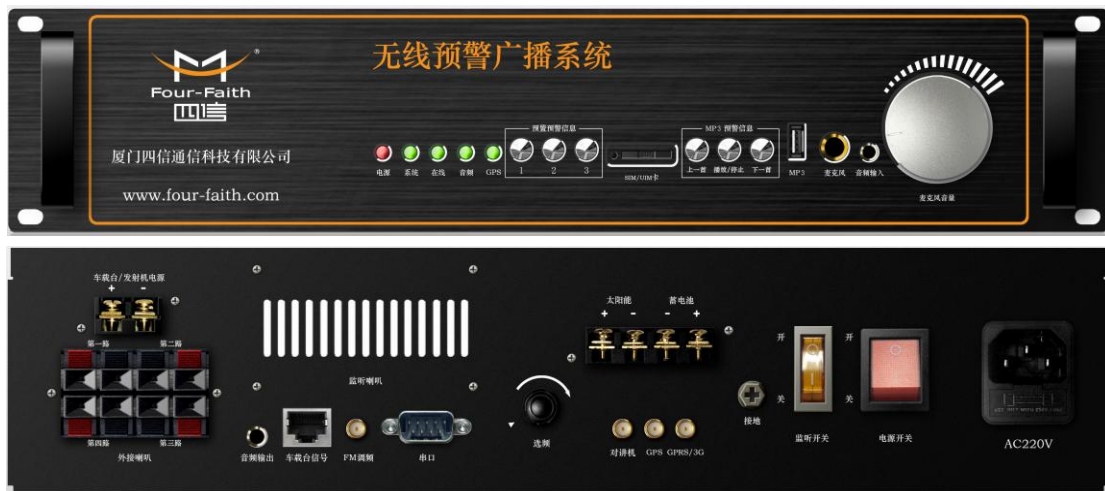 无线预警广播系统
Four-Faith®
四信
厦门四信通信科技有限公司
www.four-faith.com
电源 系统 在线 音频 GPS
预置预警信息
1 2 3
SIM/UIM卡
MP3 预警信息
上一首 播放/停止 下一首
MP3
麦克风
音频输入
麦克风音量
车载台/发射机电源
+ -
第一路 第二路
第四路 第三路
外接喇叭
监听喇叭
音频输出
车载台信号
FM调频
串口
选频
太阳能 蓄电池
+ - - +
对讲机 GPS GPRS/3G
接地
开
关
监听开关
开
关
电源开关
AC220V